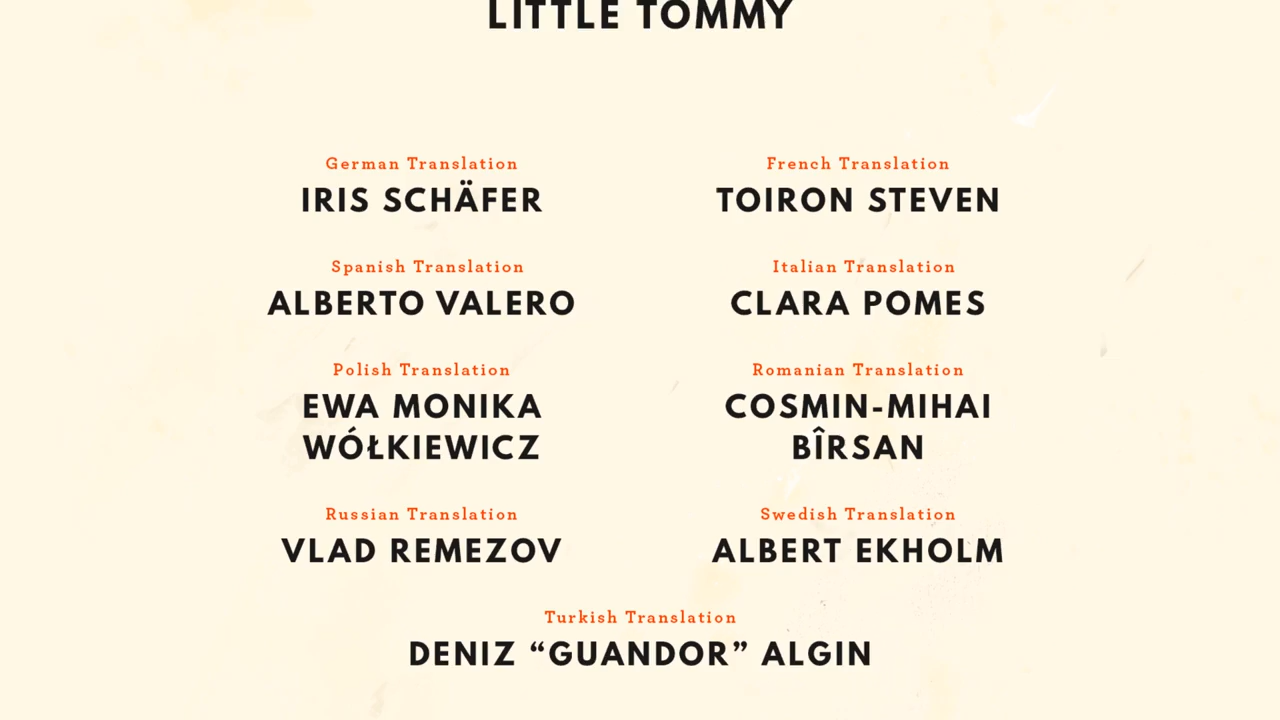 LITTLE TOMMY
German Translation
IRIS SCHÄFER
French Translation
TOIRON STEVEN
Spanish Translation
ALBERTO VALERO
Italian Translation
CLARA POMES
Polish Translation
EWA MONIKA
WÓŁKIEWICZ
Romanian Translation
COSMIN-MIHAI
BÎRSAN
Russian Translation
VLAD REMEZOV
Swedish Translation
ALBERT EKHOLM
Turkish Translation
DENIZ “GUANDOR” ALGIN